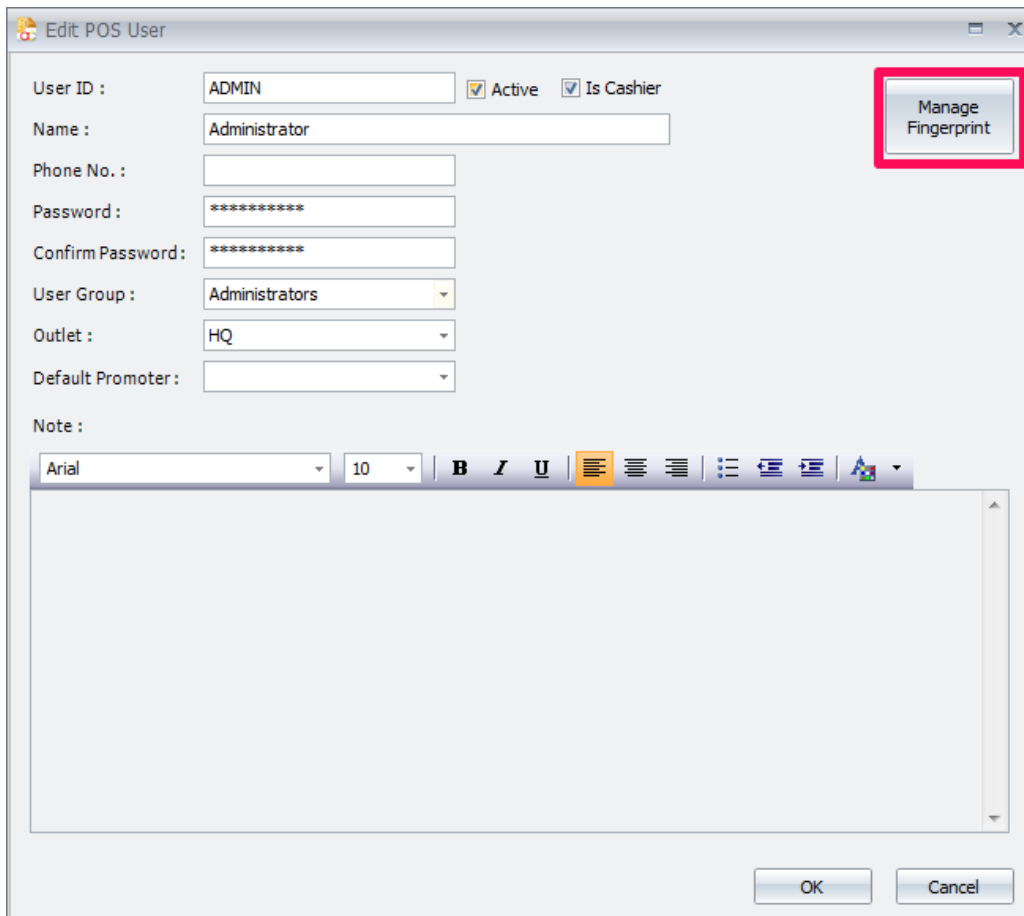 Edit POS User
User ID : ADMIN Active Is Cashier
Manage
Fingerprint
Name : Administrator
Phone No. :
Password : **********
Confirm Password : **********
User Group : Administrators
Outlet : HQ
Default Promoter :
Note :
Arial 10 B I U A
OK Cancel